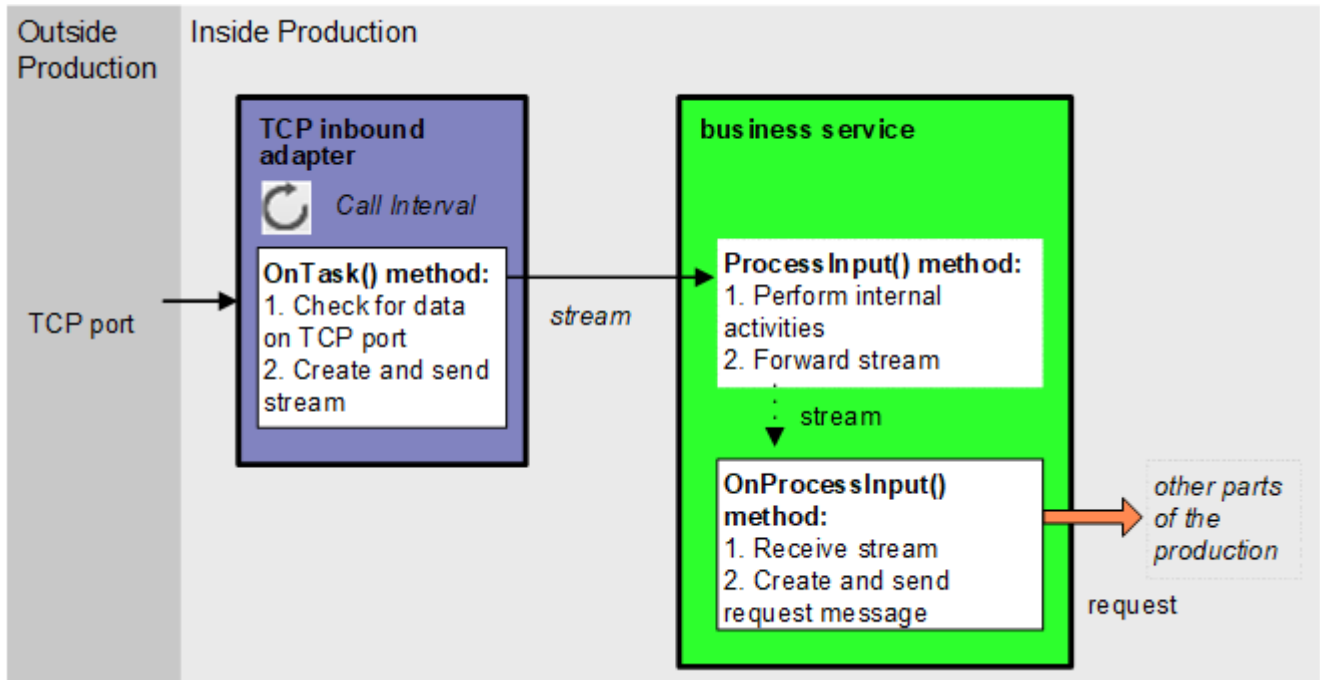 Outside
Production
Inside Production
TCP port
TCP inbound
adapter
Call Interval
OnTask() method:
1. Check for data
on TCP port
2. Create and send
stream
stream
business service
ProcessInput() method:
1. Perform internal
activities
2. Forward stream
stream
OnProcessInput()
method:
1. Receive stream
2. Create and send
request message
other parts
of the
production
request